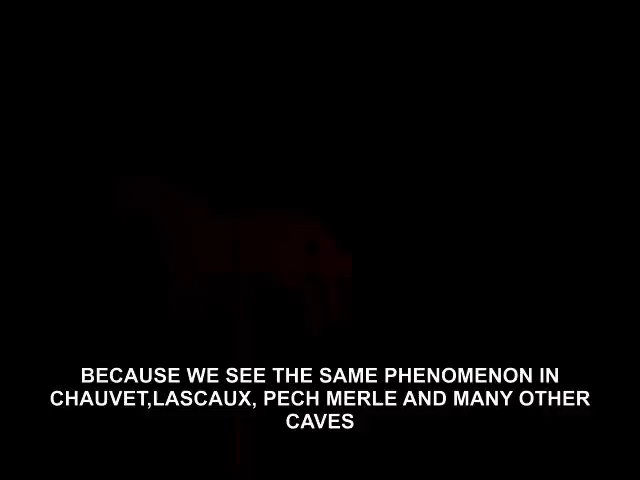 BECAUSE WE SEE THE SAME PHENOMENON IN
CHAUVET,LASCAUX, PECH MERLE AND MANY OTHER
CAVES